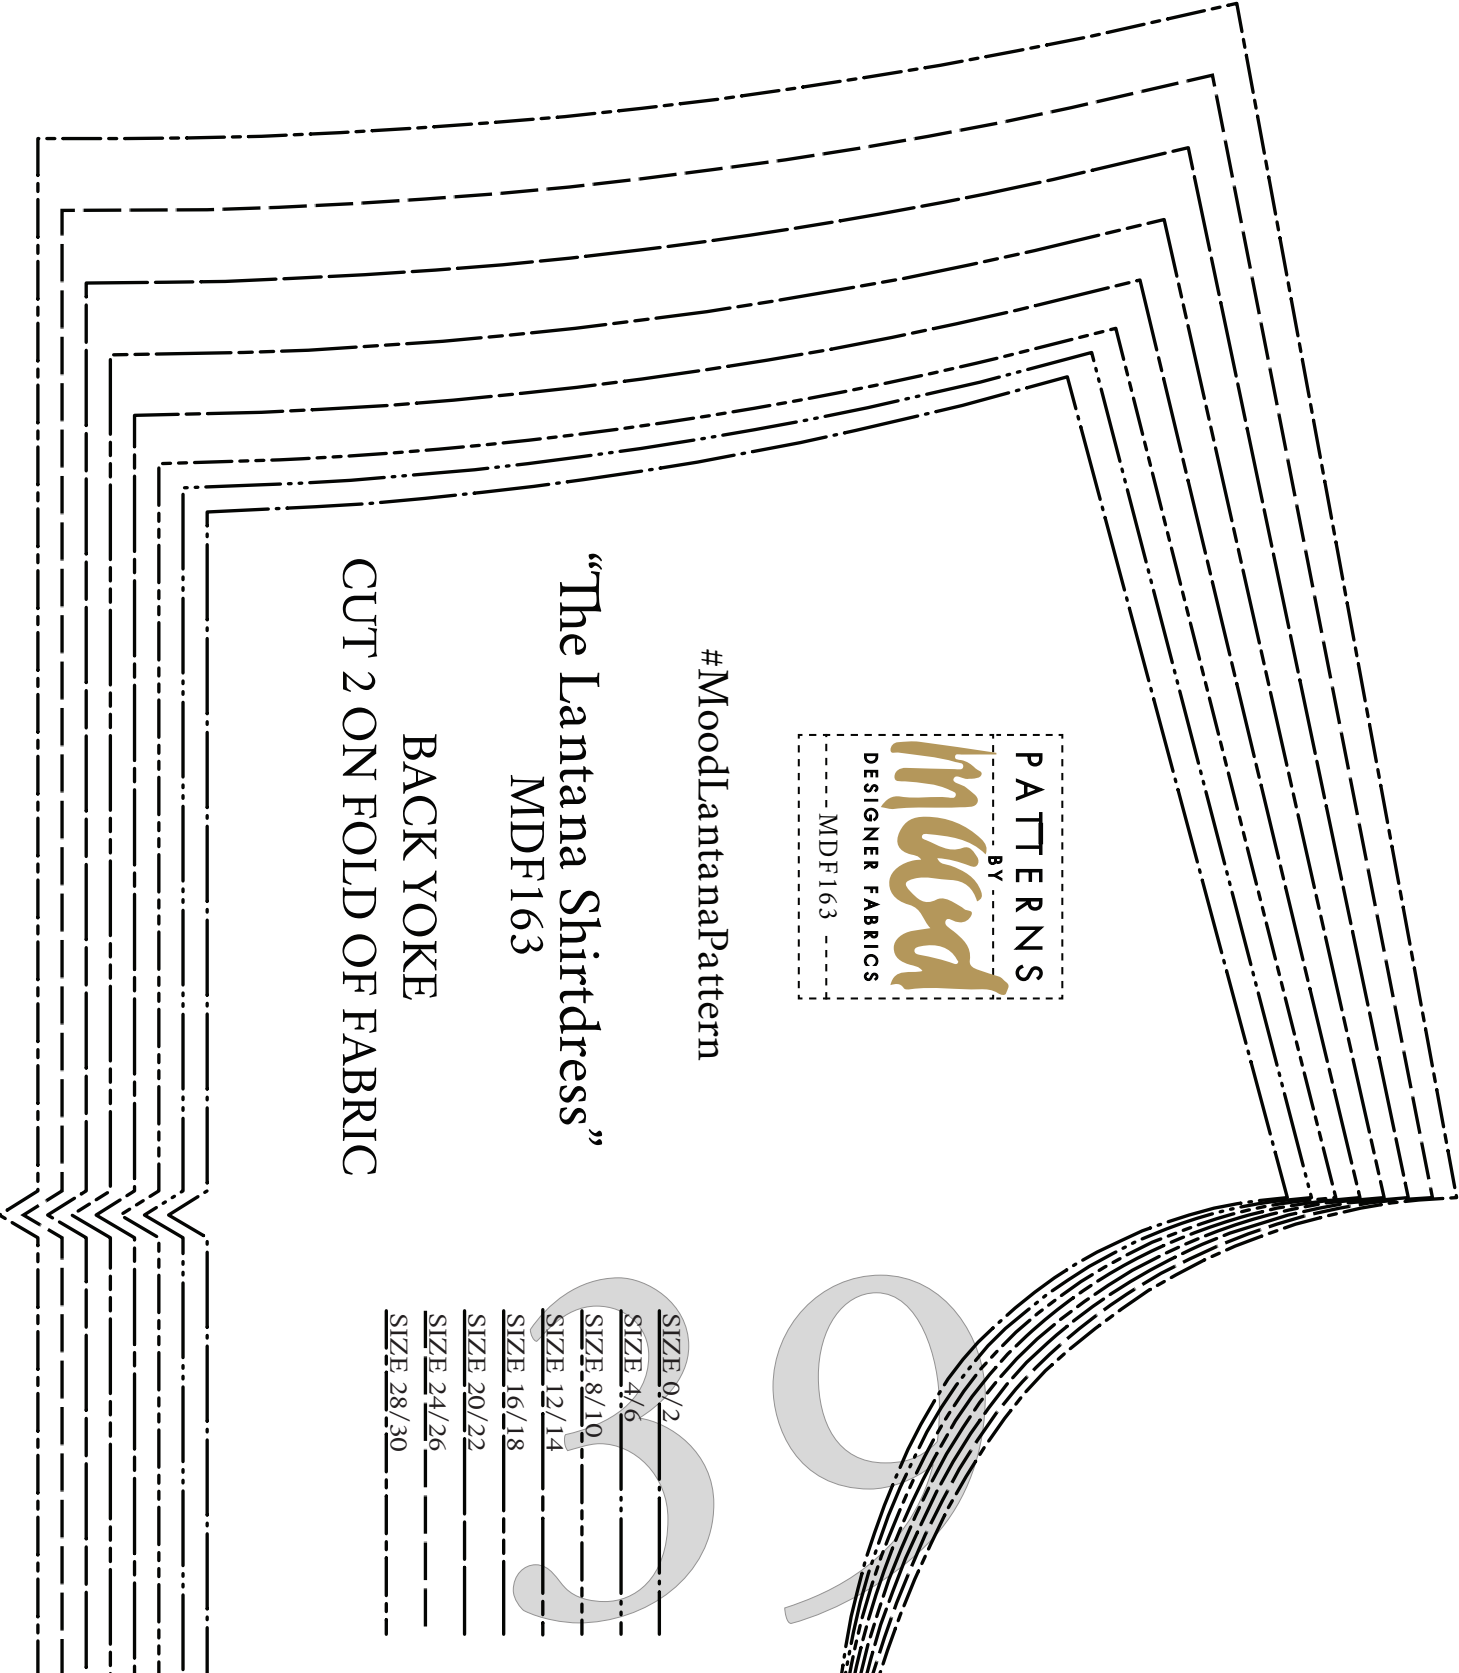 PATTERNS
BY
mood
DESIGNER FABRICS
MDF163
#MoodLantanaPattern
“The Lantana Shirtdress”
MDF163
BACK YOKE
CUT 2 ON FOLD OF FABRIC
39
SIZE 0/2
SIZE 4/6
SIZE 8/10
SIZE 12/14
SIZE 16/18
SIZE 20/22
SIZE 24/26
SIZE 28/30